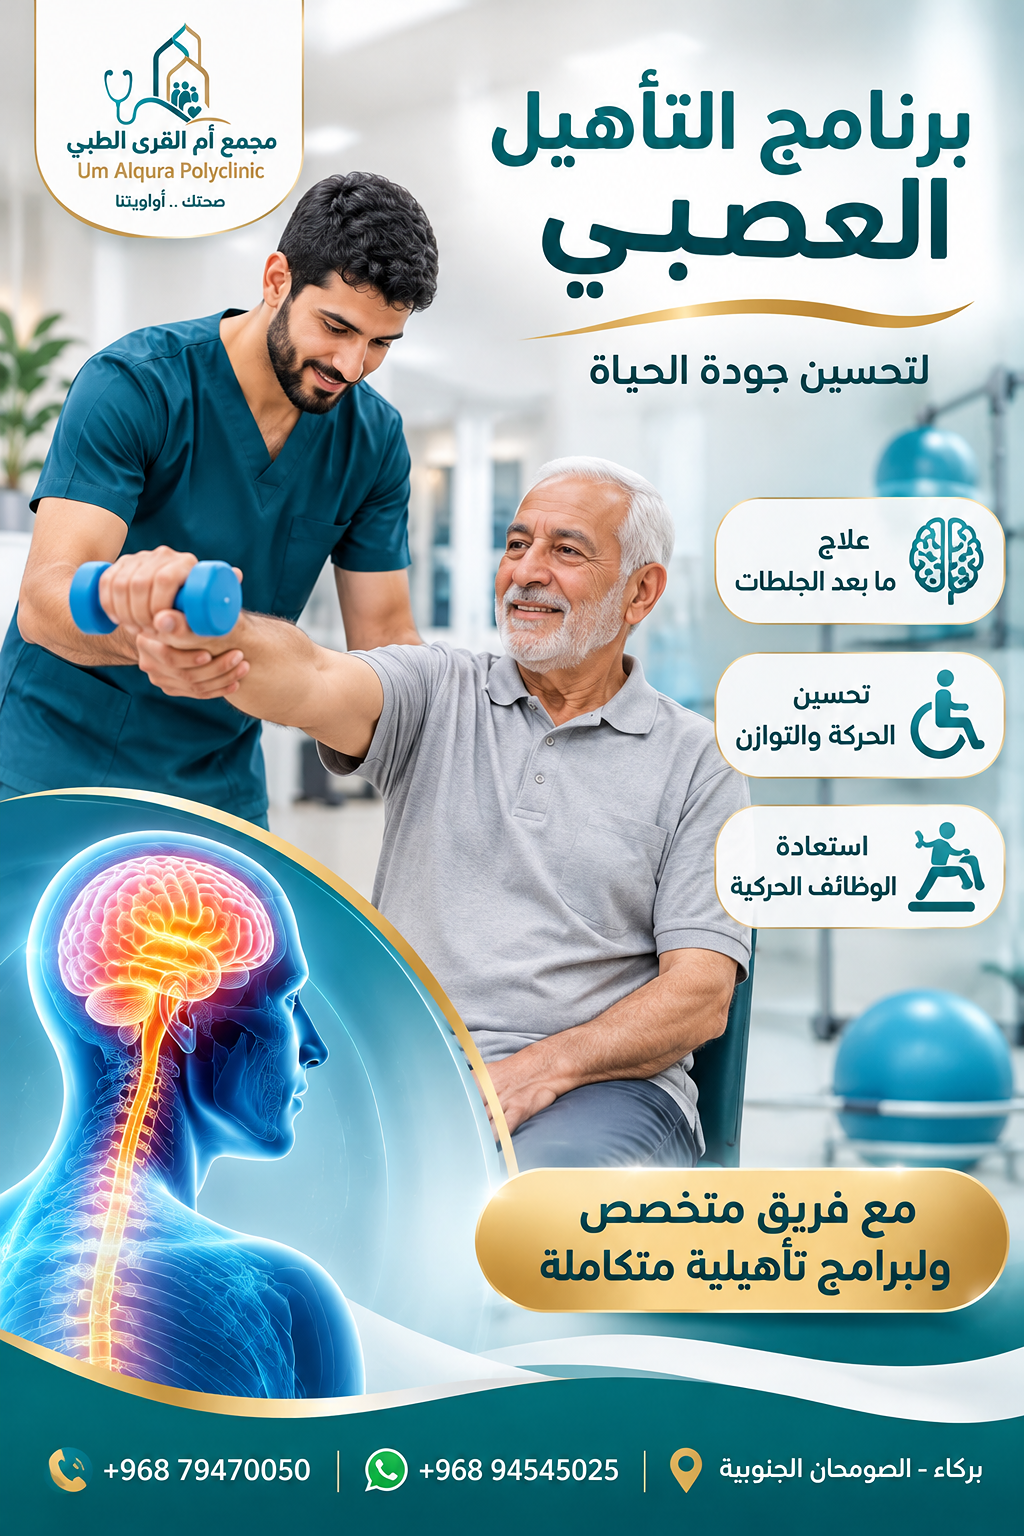 مجمع أم القرى الطبي
Um Alqura Polyclinic
صحتك .. أولويتنا
برنامج التأهيل
العصبي
لتحسين جودة الحياة
علاج
ما بعد الجلطات
تحسين
الحركة والتوازن
استعادة
الوظائف الحركية
مع فريق متخصص
ولبرامج تأهيلية متكاملة
+968 79470050
+968 94545025
بركاء - الصومحان الجنوبية